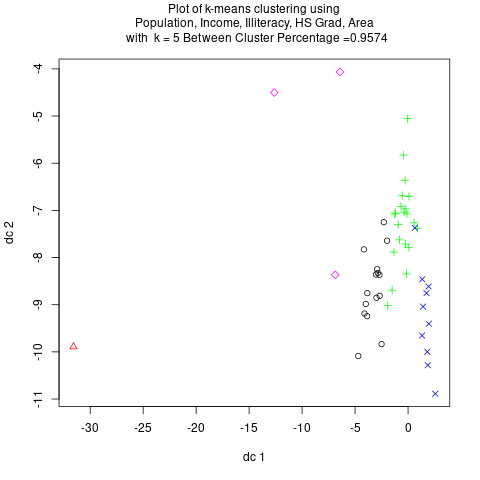 Plot of k-means clustering using
Population, Income, Illiteracy, HS Grad, Area
with k = 5 Between Cluster Percentage =0.9574
dc 2
-4
-5
-6
-7
-8
-9
-10
-11
-30 -25 -20 -15 -10 -5 0
dc 1